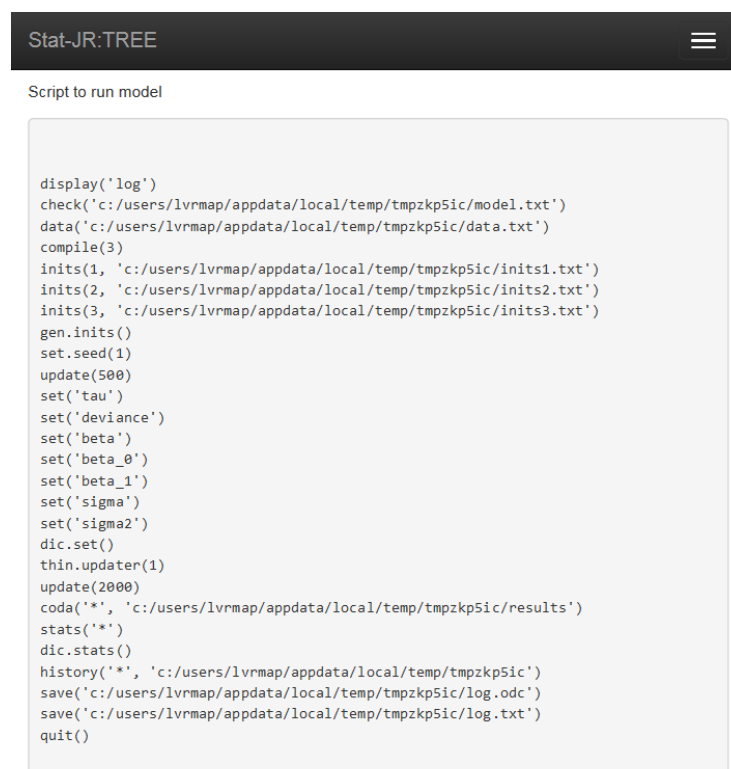 Stat-JR:TREE
Script to run model
display('log')
check('c:/users/lvrmap/appdata/local/temp/tmpzkp5ic/model.txt')
data('c:/users/lvrmap/appdata/local/temp/tmpzkp5ic/data.txt')
compile(3)
inits(1, 'c:/users/lvrmap/appdata/local/temp/tmpzkp5ic/inits1.txt')
inits(2, 'c:/users/lvrmap/appdata/local/temp/tmpzkp5ic/inits2.txt')
inits(3, 'c:/users/lvrmap/appdata/local/temp/tmpzkp5ic/inits3.txt')
gen.inits()
set.seed(1)
update(500)
set('tau')
set('deviance')
set('beta')
set('beta_0')
set('beta_1')
set('sigma')
set('sigma2')
dic.set()
thin.updater(1)
update(2000)
coda('*', 'c:/users/lvrmap/appdata/local/temp/tmpzkp5ic/results')
stats('*')
dic.stats()
history('*', 'c:/users/lvrmap/appdata/local/temp/tmpzkp5ic')
save('c:/users/lvrmap/appdata/local/temp/tmpzkp5ic/log.odc')
save('c:/users/lvrmap/appdata/local/temp/tmpzkp5ic/log.txt')
quit()